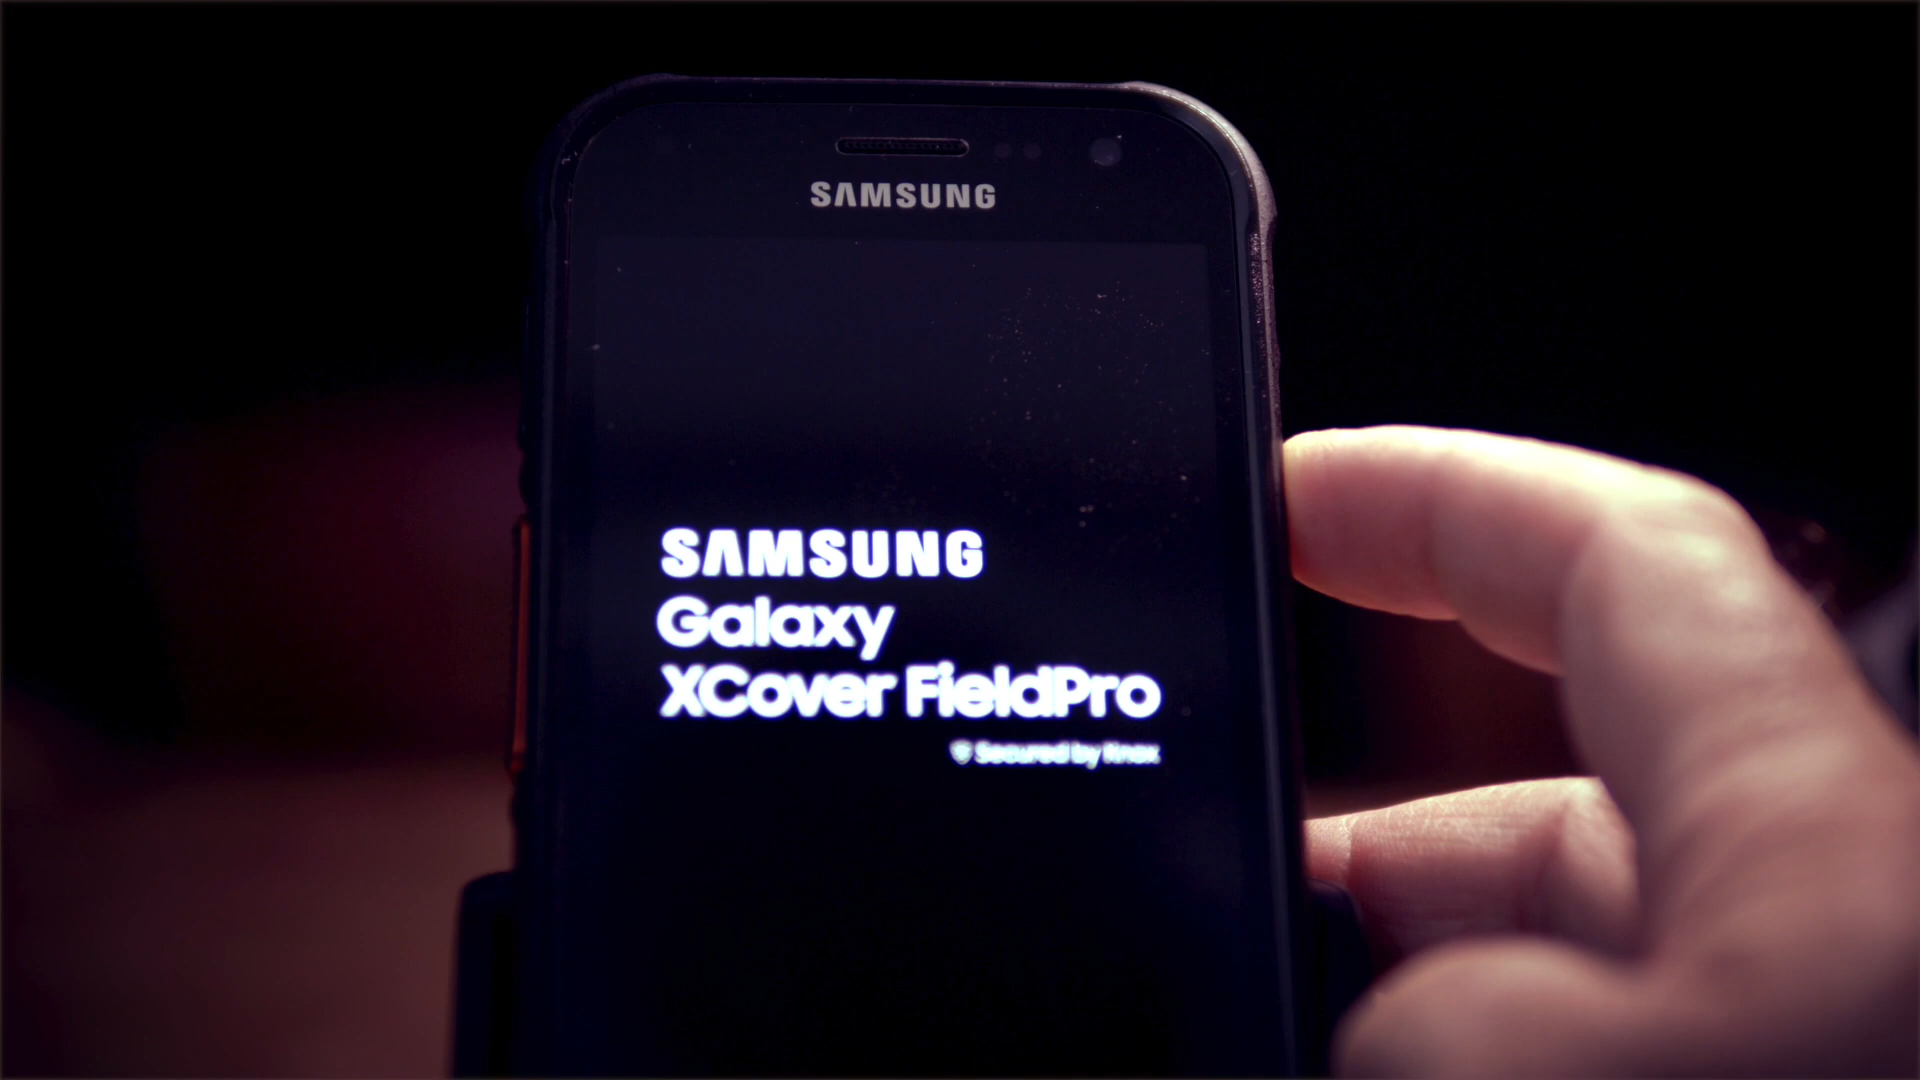 SAMSUNG
SAMSUNG
Galaxy
XCover FieldPro
Secured by Knox